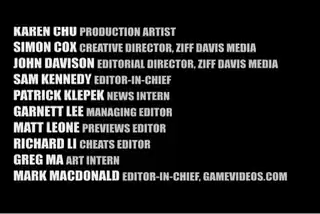 KAREN CHU PRODUCTION ARTIST
SIMON COX CREATIVE DIRECTOR, ZIFF DAVIS MEDIA
JOHN DAVISON EDITORIAL DIRECTOR, ZIFF DAVIS MEDIA
SAM KENNEDY EDITOR-IN-CHIEF
PATRICK KLEPEK NEWS INTERN
GARNETT LEE MANAGING EDITOR
MATT LEONE PREVIEWS EDITOR
RICHARD LI CHEATS EDITOR
GREG MA ART INTERN
MARK MACDONALD EDITOR-IN-CHIEF, GAMEVIDEOS.COM